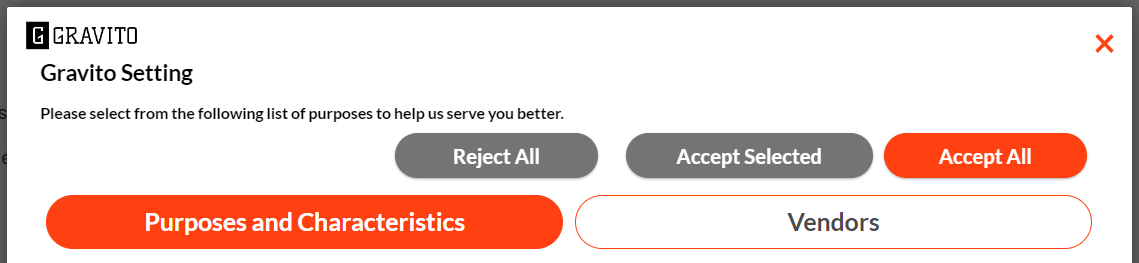 G GRAVITO
Gravito Setting
Please select from the following list of purposes to help us serve you better.
Reject All Accept Selected Accept All
Purposes and Characteristics Vendors